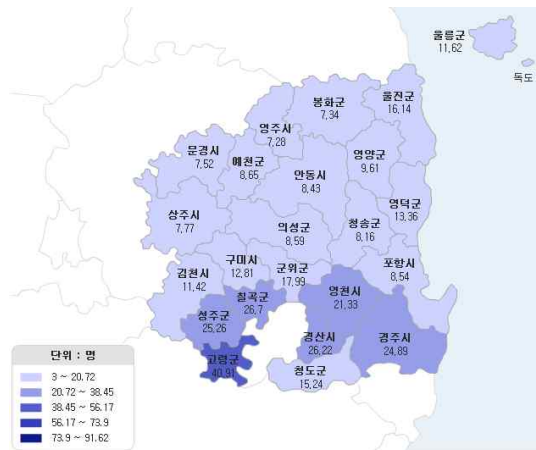 울릉군
11,62
독도
봉화군
7,34
울진군
16,14
영주시
7,28
문경시
7,52
예천군
8,65
안동시
8,43
영양군
9,61
영덕군
13,36
상주시
7,77
의성군
8,59
청송군
8,16
구미시
12,81
군위군
17,99
포항시
8,54
김천시
11,42
칠곡군
26,7
영천시
21,33
성주군
25,26
경산시
26,22
경주시
24,89
고령군
40,91
청도군
15,24
단위 : 명
3 ~ 20.72
20.72 ~ 38.45
38.45 ~ 56.17
56.17 ~ 73.9
73.9 ~ 91.62